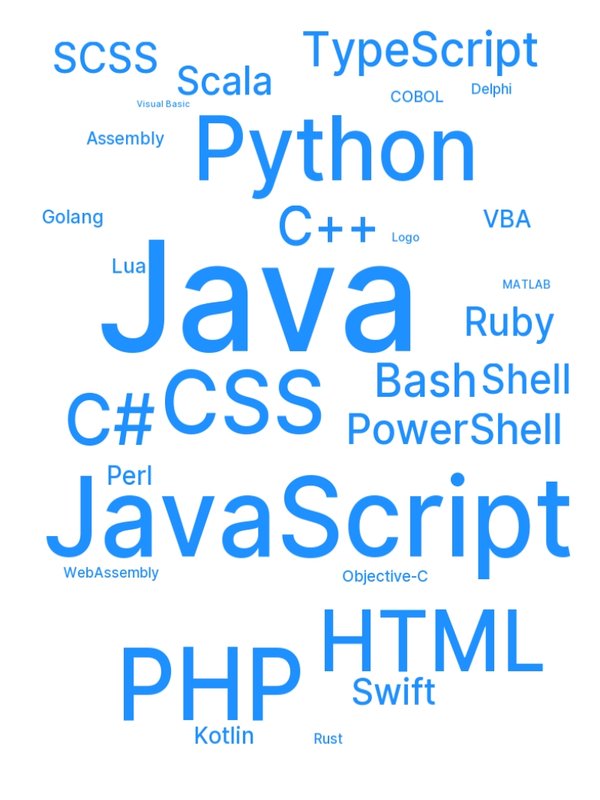 TypeScript
SCSS
Scala
Delphi
COBOL
Visual Basic
Python
Assembly
Golang
C++
VBA
Logo
Lua
Java
MATLAB
Ruby
Bash Shell
CSS
C#
PowerShell
Perl
JavaScript
WebAssembly
Objective-C
HTML
PHP
Swift
Kotlin
Rust